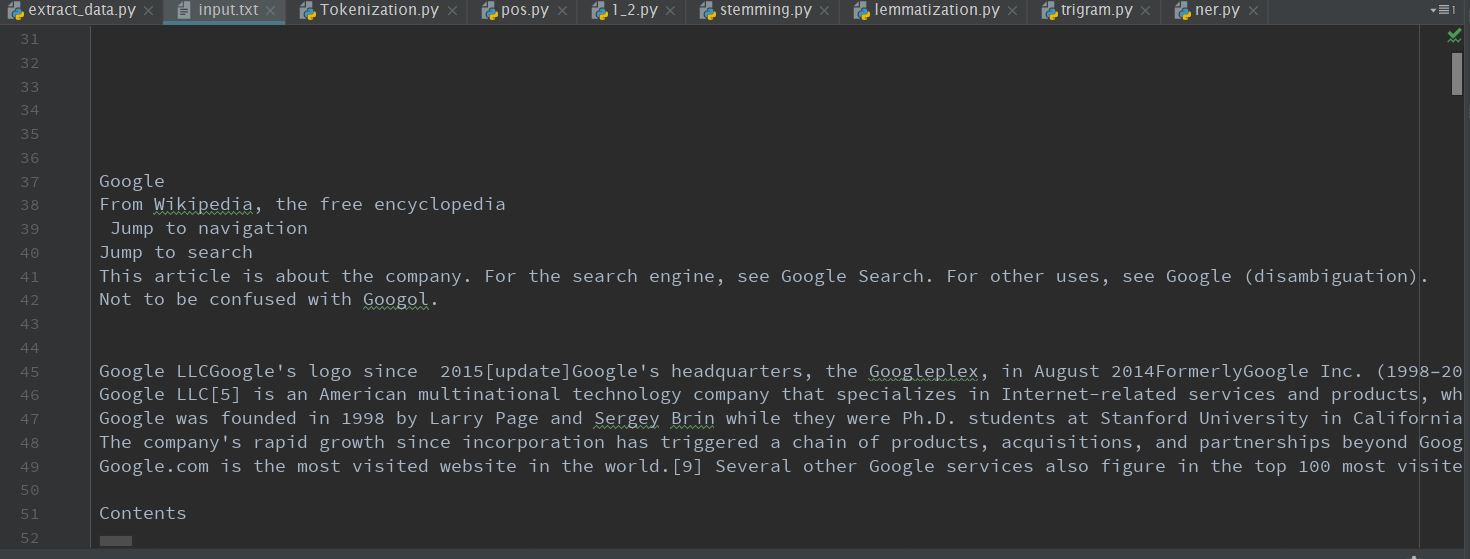 extract_data.py input.txt Tokenization.py pos.py 1_2.py stemming.py lemmatization.py trigram.py ner.py 1
31
32
33
34
35
36
37 Google
38 From Wikipedia, the free encyclopedia
39 Jump to navigation
40 Jump to search
41 This article is about the company. For the search engine, see Google Search. For other uses, see Google (disambiguation).
42 Not to be confused with Googol.
43
44
45 Google LLCGoogle's logo since  2015[update]Google's headquarters, the Googleplex, in August 2014FormerlyGoogle Inc. (1998–20
46 Google LLC[5] is an American multinational technology company that specializes in Internet-related services and products, wh
47 Google was founded in 1998 by Larry Page and Sergey Brin while they were Ph.D. students at Stanford University in California
48 The company's rapid growth since incorporation has triggered a chain of products, acquisitions, and partnerships beyond Goog
49 Google.com is the most visited website in the world.[9] Several other Google services also figure in the top 100 most visite
50
51 Contents
52